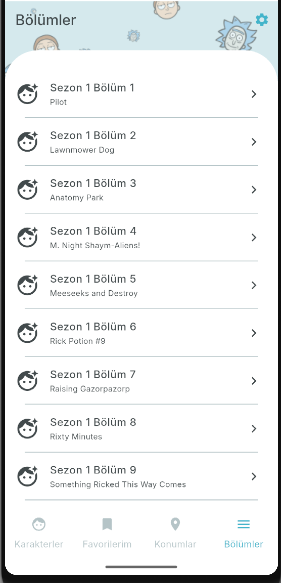 Bölümler
Sezon 1 Bölüm 1
Pilot
Sezon 1 Bölüm 2
Lawnmower Dog
Sezon 1 Bölüm 3
Anatomy Park
Sezon 1 Bölüm 4
M. Night Shaym-Aliens!
Sezon 1 Bölüm 5
Meeseeks and Destroy
Sezon 1 Bölüm 6
Rick Potion #9
Sezon 1 Bölüm 7
Raising Gazorpazorp
Sezon 1 Bölüm 8
Rixty Minutes
Sezon 1 Bölüm 9
Something Ricked This Way Comes
Karakterler Favorilerim Konumlar Bölümler